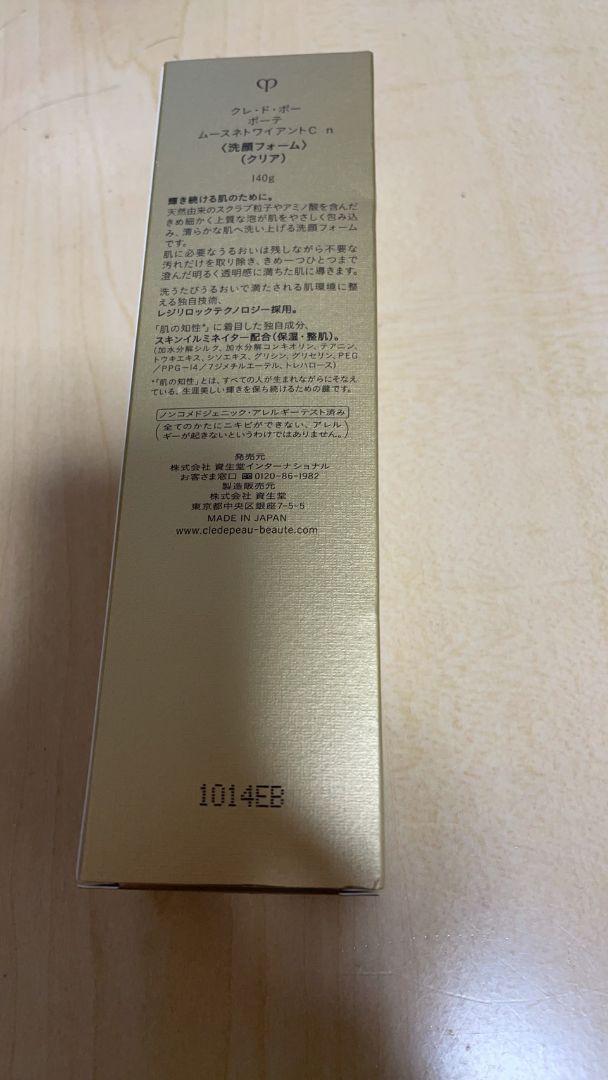 クレ・ド・ポー
ボーテ
ムースネトワイアントC n
〈洗顔フォーム〉
(クリア)
140g
輝き続ける肌のために。
天然由来のスクラブ粒子やアミノ酸を含んだ
きめ細かく上質な泡が肌をやさしく包み込
み、清らかな肌へ洗い上げる洗顔フォーム
です。
肌に必要なうるおいは残しながら不要な
汚れだけを取り除き、きめ一つひとつまで
澄んだ明るく透明感に満ちた肌に導きます。
洗うたびうるおいで満たされる肌環境に整
える独自技術、
レジリロックテクノロジー採用。
「肌の知性*」に着目した独自成分、
スキンイルミネイター配合(保湿・整肌)。
(加水分解シルク、加水分解コンキオリン、テアニン、
トウキエキス、シソエキス、グリシン、グリセリン、PEG
/PPG-14/7ジメチルエーテル、トレハロース)
*「肌の知性」とは、すべての人が生まれながらにそなえ
ている、生涯美しい輝きを保ち続けるための鍵です。
ノンコメドジェニック・アレルギーテスト済み
(全てのかたにニキビができない、アレル
ギーが起きないというわけではありません。)
発売元
株式会社 資生堂インターナショナル
お客さま窓口 0120-86-1982
製造販売元
株式会社 資生堂
東京都中央区銀座7-5-5
MADE IN JAPAN
www.cledepeau-beaute.com
1014EB